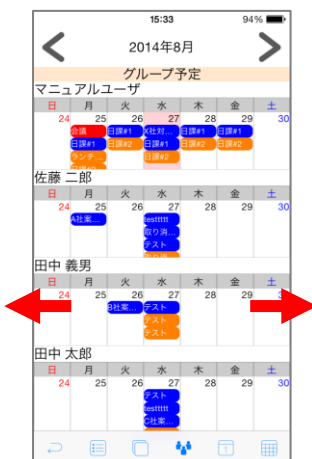 15:33 94%
2014年8月
グループ予定
マニュアルユーザ
日 月 火 水 木 金 土
24 25 26 27 28 29 30
会議 日課#1 X社対... 日課#1 日課#1
日課#1 日課#2 日課#1 日課#2 日課#2
ランチ... 日課#2
佐藤 二郎
日 月 火 水 木 金 土
24 25 26 27 28 29 30
A社案... testtttt
取り消...
テスト
田中 義男
日 月 火 水 木 金 土
24 25 26 27 28 29
B社案... テスト
テスト
テスト
田中 太郎
日 月 火 水 木 金 土
24 25 26 27 28 29 30
テスト
testtttt
C社案...
1